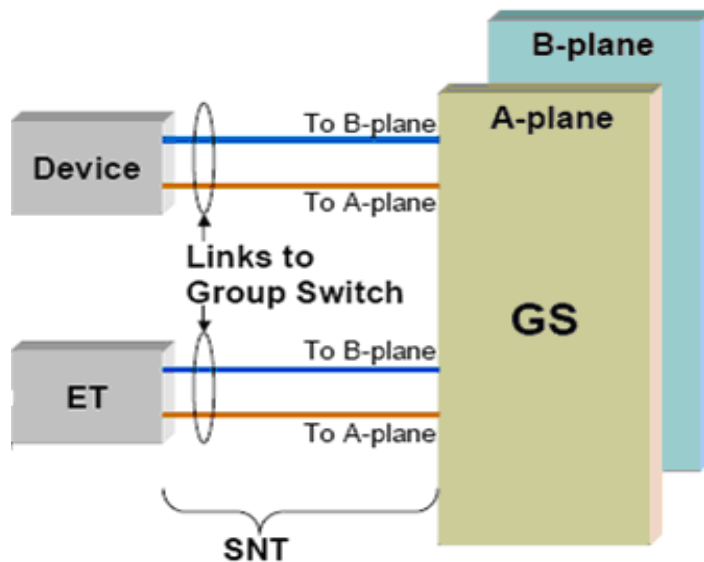 B-plane
A-plane
To B-plane
Device
To A-plane
Links to
Group Switch
GS
To B-plane
ET
To A-plane
SNT